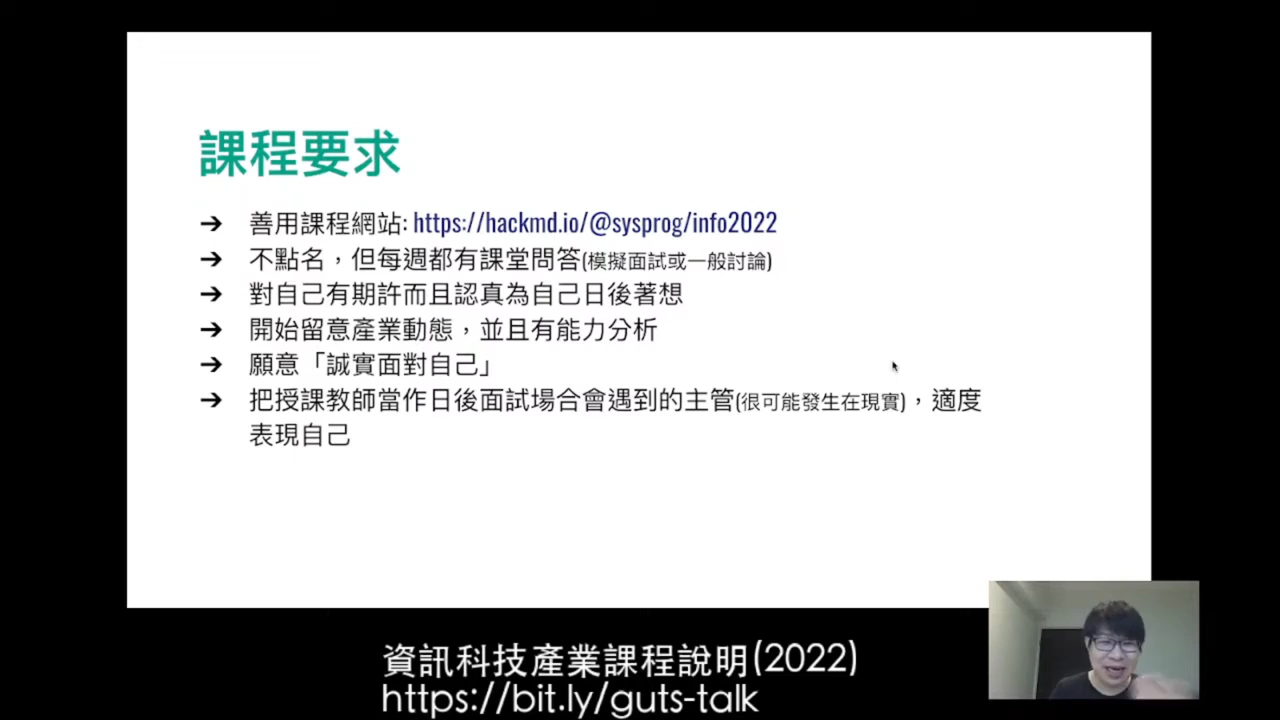 課程要求
➔ 善用課程網站: https://hackmd.io/@sysprog/info2022
➔ 不點名，但每週都有課堂問答(模擬面試或一般討論)
➔ 對自己有期許而且認真為自己日後著想
➔ 開始留意產業動態，並且有能力分析
➔ 願意「誠實面對自己」
➔ 把授課教師當作日後面試場合會遇到的主管(很可能發生在現實)，適度
表現自己
資訊科技產業課程說明(2022)
https://bit.ly/guts-talk